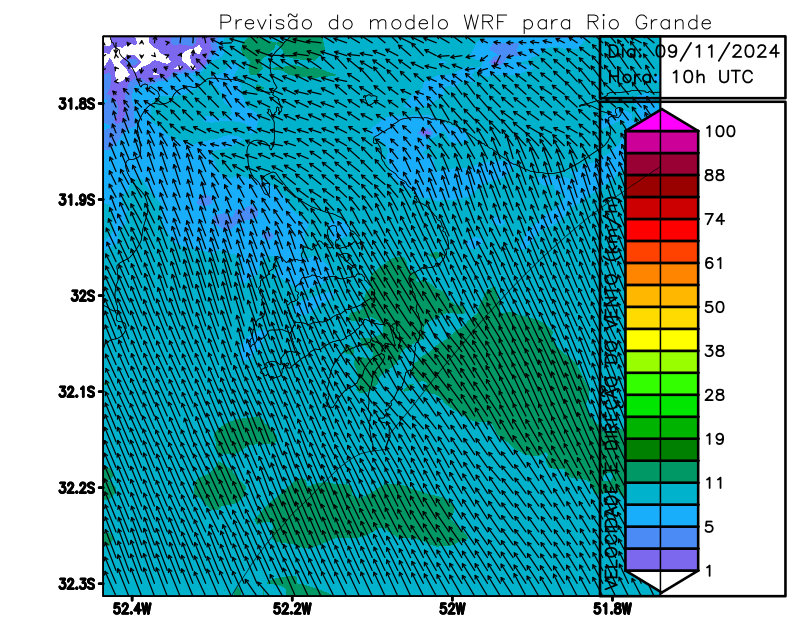 Previsão do modelo WRF para Rio Grande
Dia: 09/11/2024
Hora: 10h UTC
31.8S
31.9S
32S
32.1S
32.2S
32.3S
52.4W
52.2W
52W
51.8W
VELOCIDADE E DIREÇÃO DO VENTO (km/h)
100
88
74
61
50
38
28
19
11
5
1